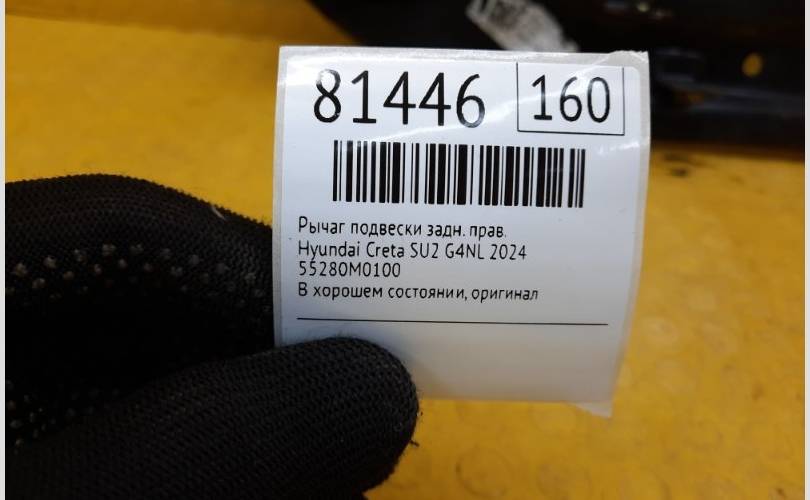 81446 160
Рычаг подвески задн. прав.
Hyundai Creta SU2 G4NL 2024
55280M0100
В хорошем состоянии, оригинал